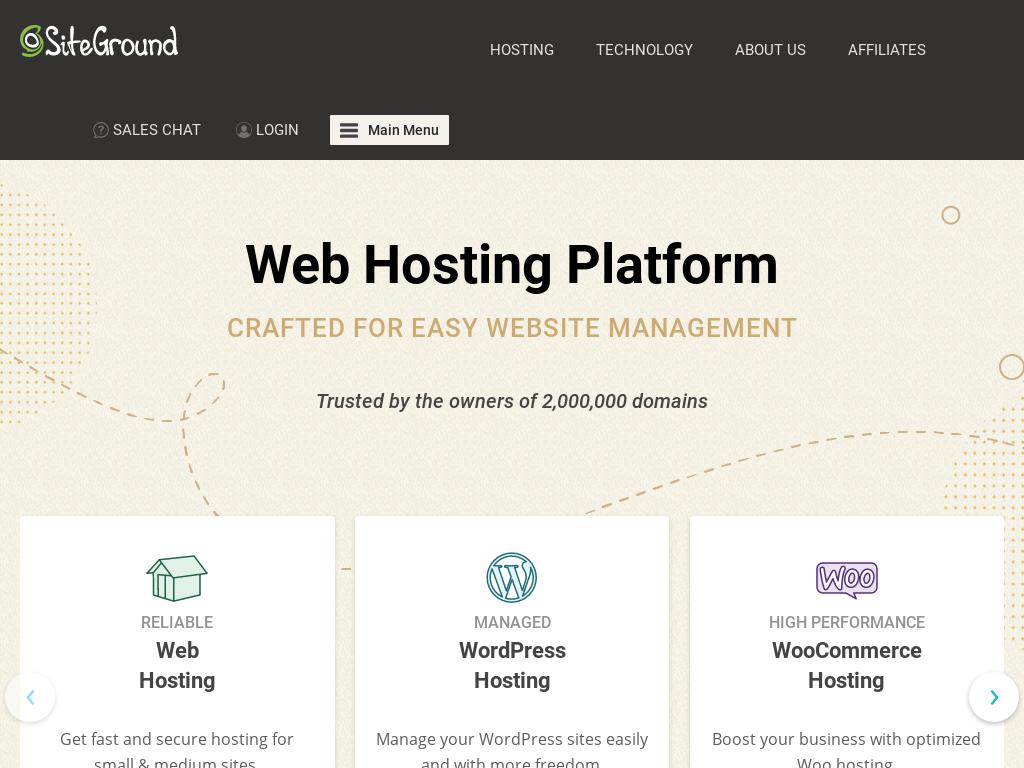 SiteGround
HOSTING
TECHNOLOGY
ABOUT US
AFFILIATES
SALES CHAT
LOGIN
Main Menu
Web Hosting Platform
CRAFTED FOR EASY WEBSITE MANAGEMENT
Trusted by the owners of 2,000,000 domains
RELIABLE
Web
Hosting
Get fast and secure hosting for
small & medium sites
MANAGED
WordPress
Hosting
Manage your WordPress sites easily
and with more freedom
Woo
HIGH PERFORMANCE
WooCommerce
Hosting
Boost your business with optimized
Woo hosting